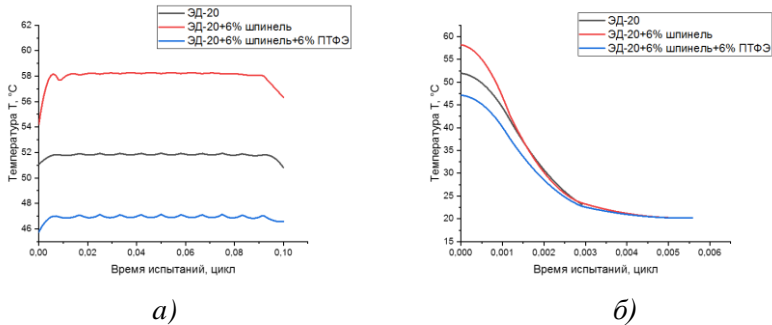 ЭД-20
ЭД-20+6% шпинель
ЭД-20+6% шпинель+6% ПТФЭ
Температура T, °C
64
62
60
58
56
54
52
50
48
46
0,00 0,02 0,04 0,06 0,08 0,10
Время испытаний, цикл
а)
ЭД-20
ЭД-20+6% шпинель
ЭД-20+6% шпинель+6% ПТФЭ
Температура T, °C
60
55
50
45
40
35
30
25
20
15
0,000 0,001 0,002 0,003 0,004 0,005 0,006
Время испытаний, цикл
б)